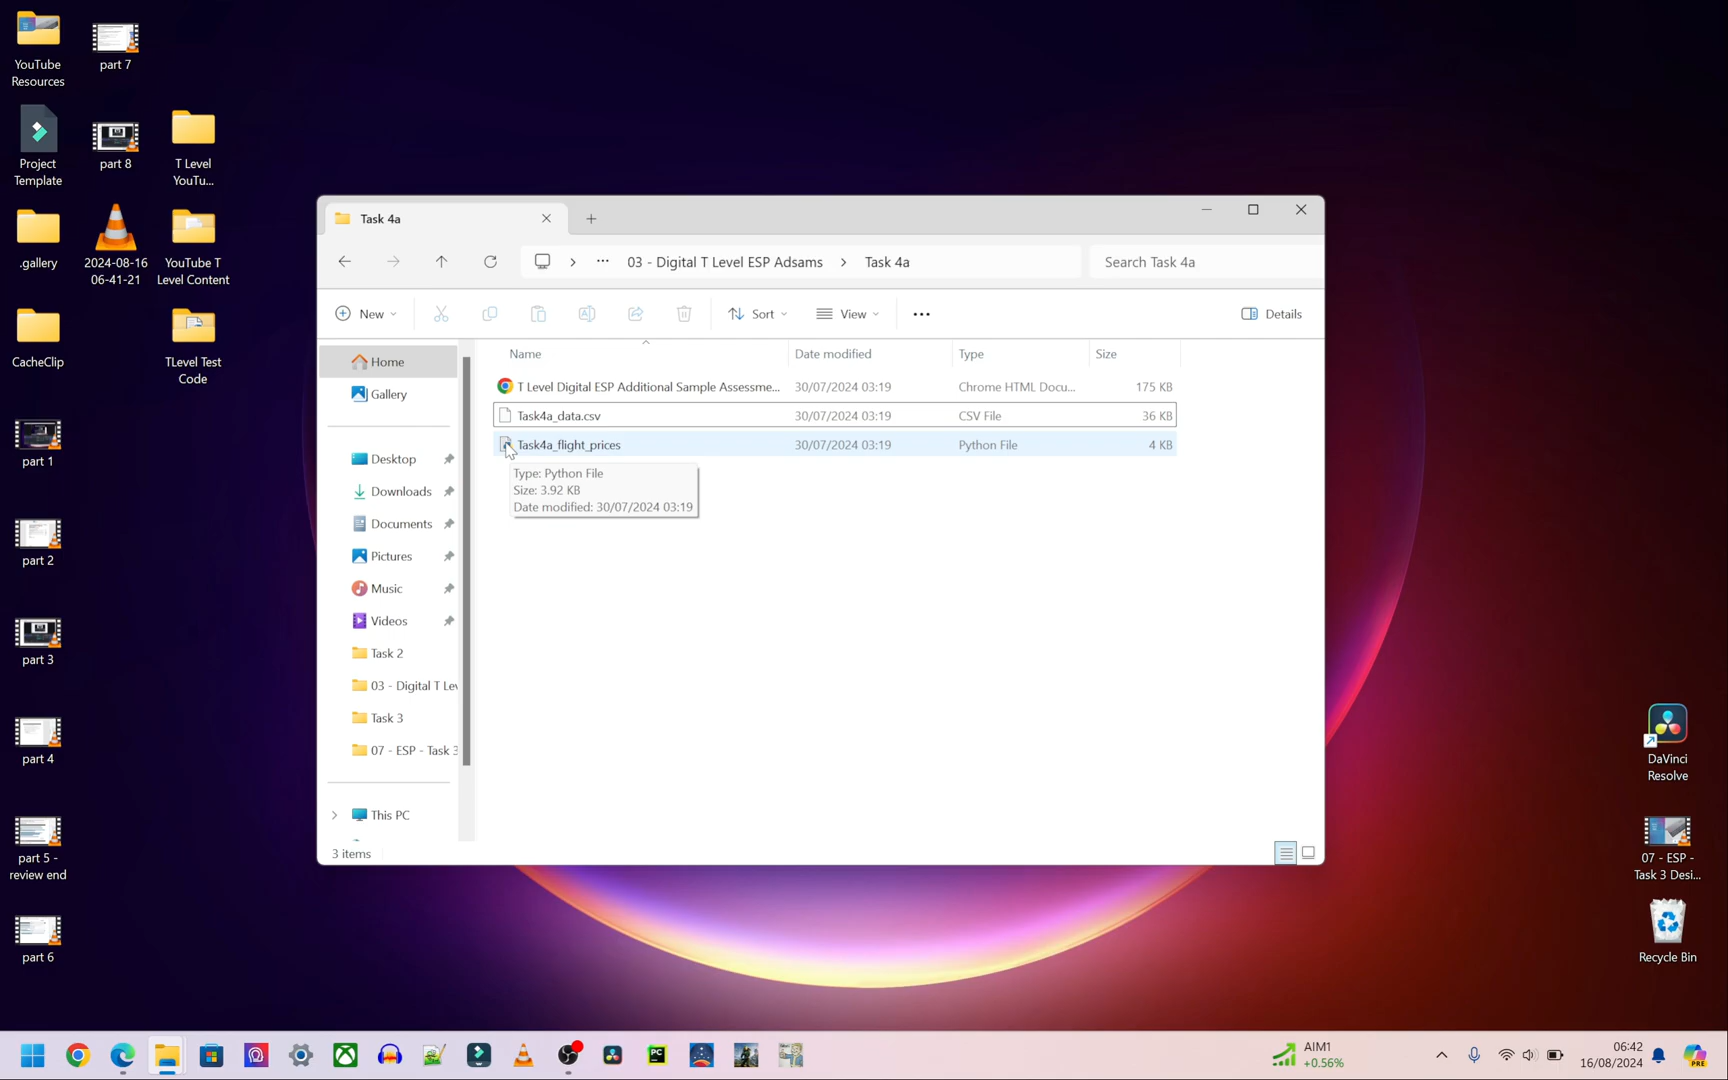 YouTube
Resources
part 7
Project
Template
part 8
T Level
YouTu...
.gallery
2024-08-16
06-41-21
YouTube T
Level Content
CacheClip
TLevel Test
Code
part 1
part 2
part 3
part 4
part 5 -
review end
part 6
Task 4a
03 - Digital T Level ESP Adsams
Task 4a
Search Task 4a
New
Sort
View
Details
Home
Gallery
Desktop
Downloads
Documents
Pictures
Music
Videos
Task 2
03 - Digital T Lev
Task 3
07 - ESP - Task 3
This PC
Name Date modified Type Size
T Level Digital ESP Additional Sample Assessme... 30/07/2024 03:19 Chrome HTML Docu... 175 KB
Task4a_data.csv 30/07/2024 03:19 CSV File 36 KB
Task4a_flight_prices 30/07/2024 03:19 Python File 4 KB
Type: Python File
Size: 3.92 KB
Date modified: 30/07/2024 03:19
3 items
DaVinci
Resolve
07 - ESP -
Task 3 Desi...
Recycle Bin
PC
AIM1
+0.56%
06:42
16/08/2024
PRE